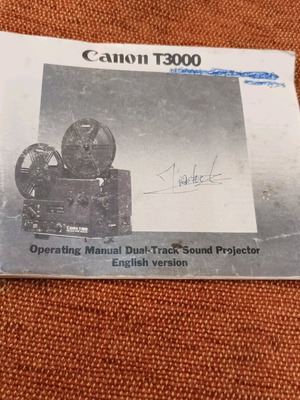 Canon T3000
Operating Manual Dual-Track Sound Projector
English version